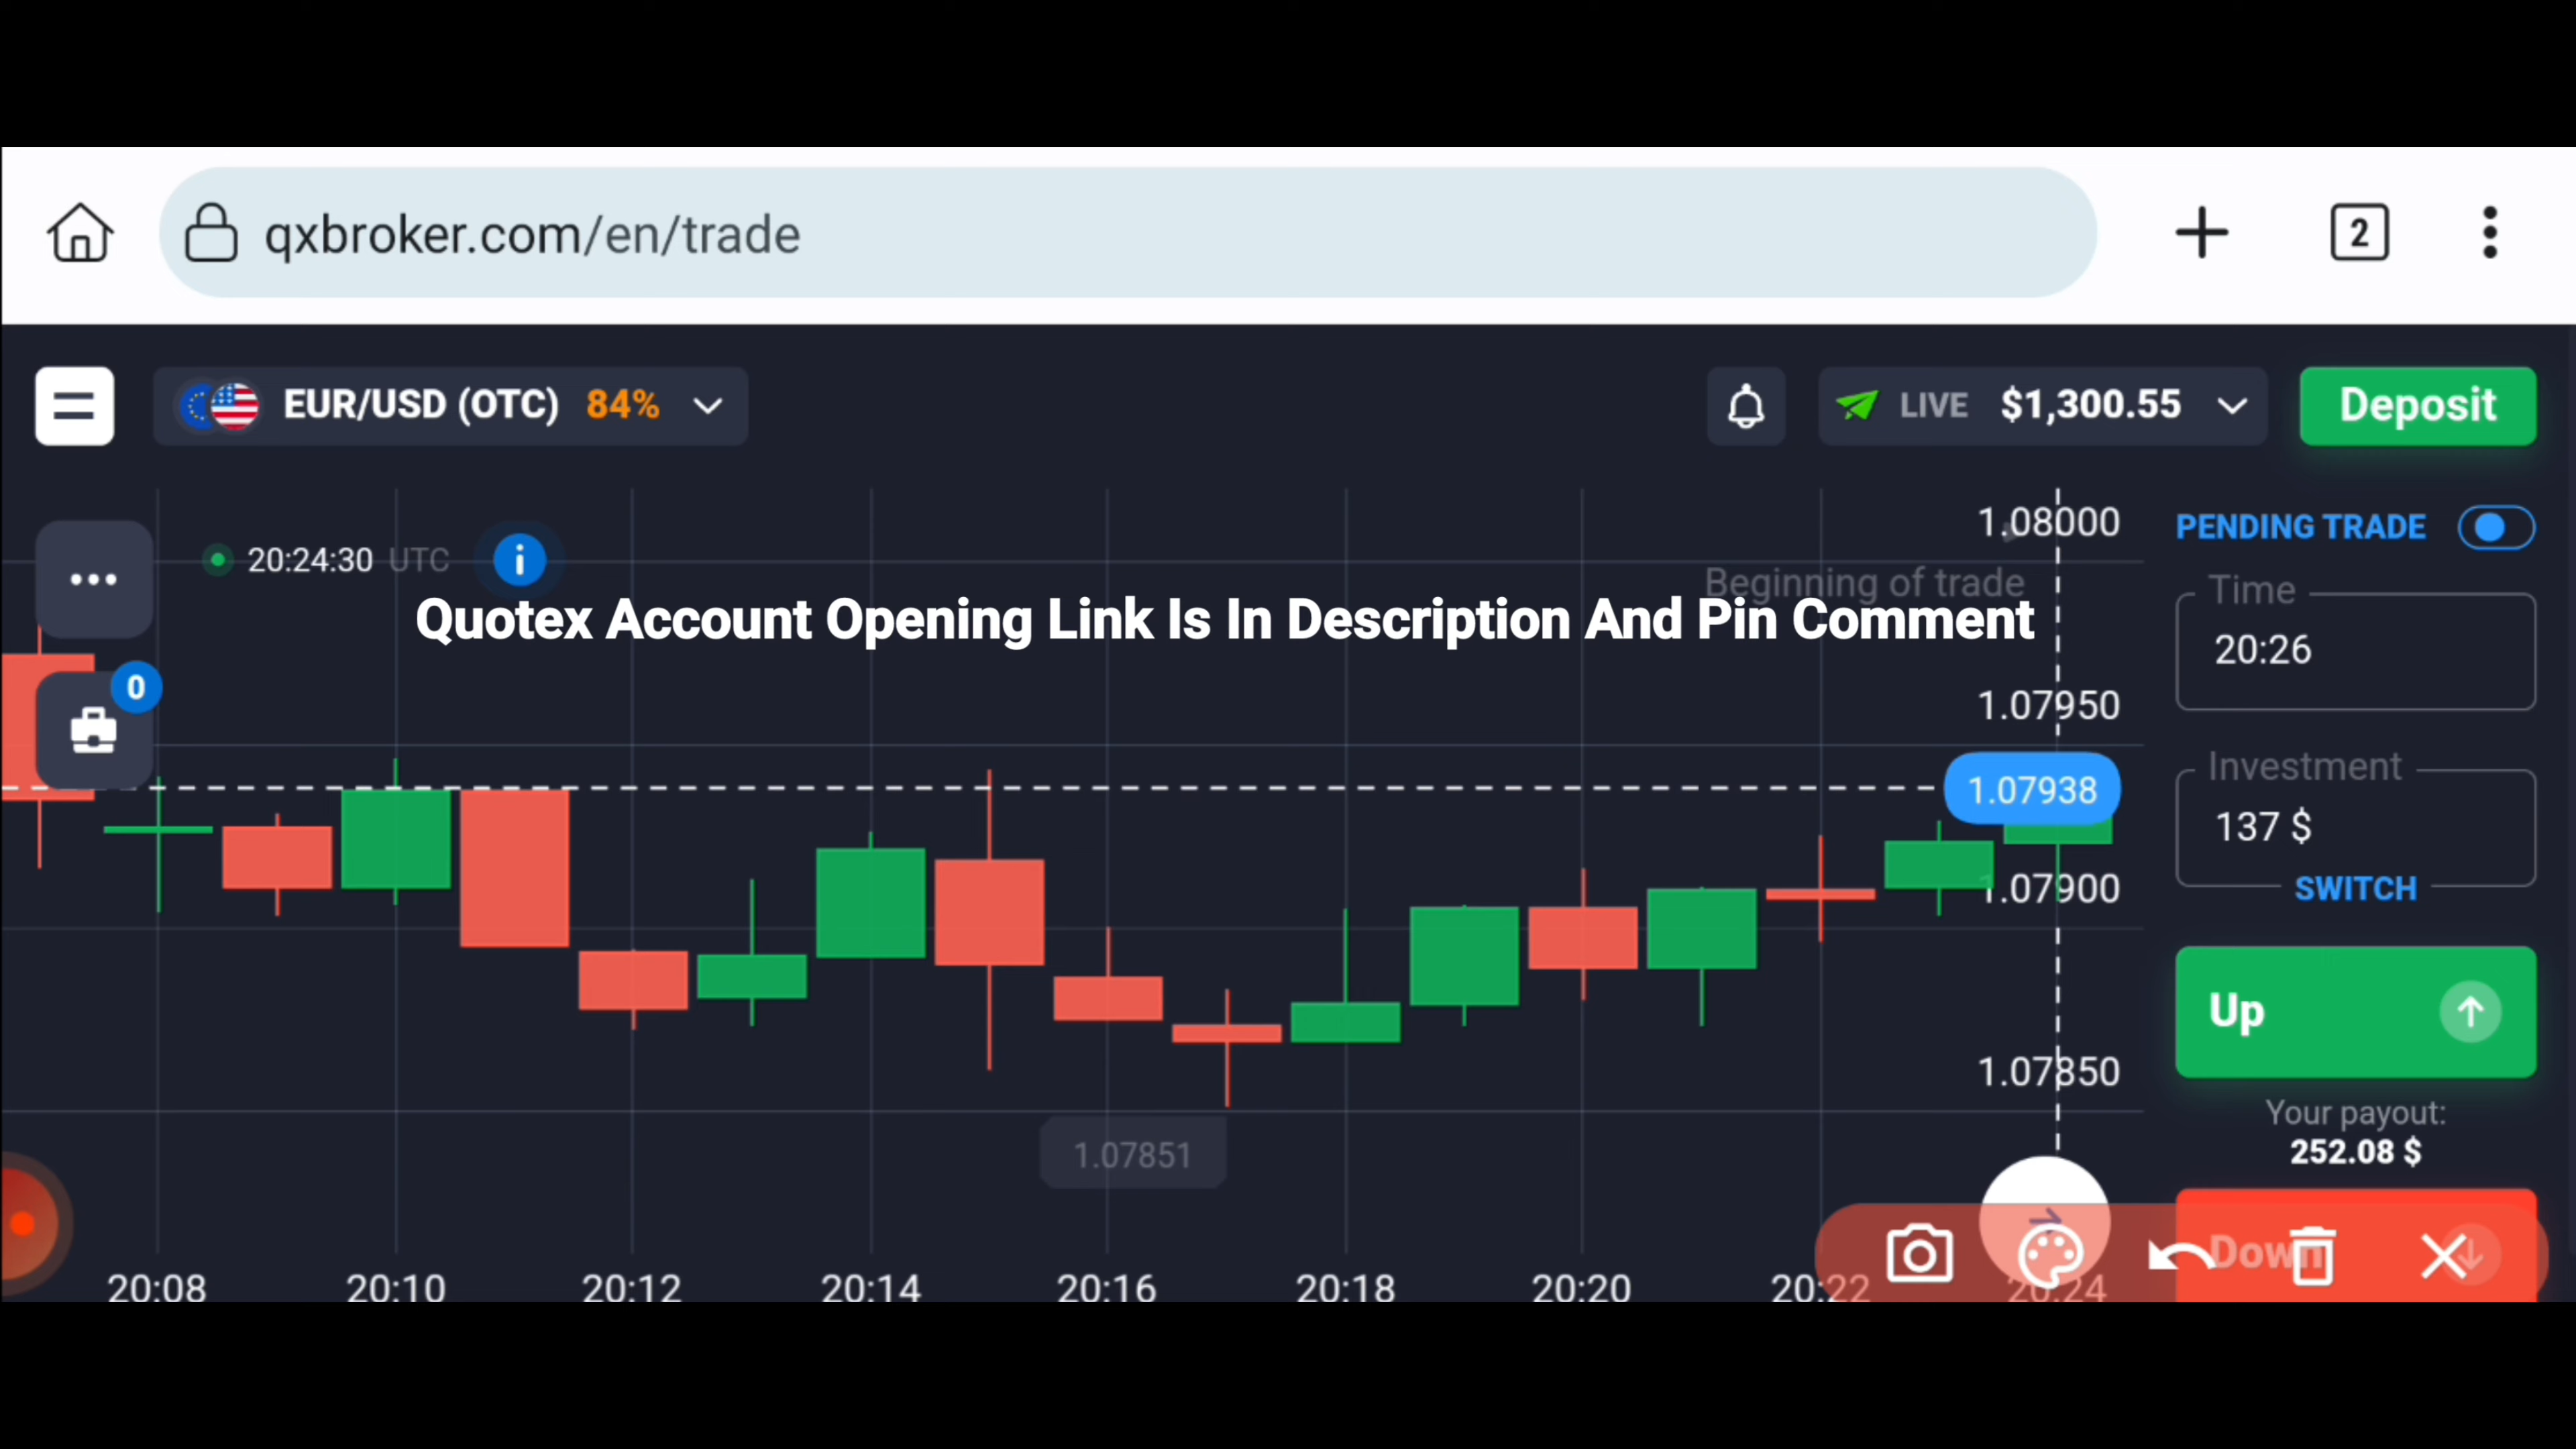 qxbroker.com/en/trade
2
EUR/USD (OTC) 84%
LIVE $1,300.55
Deposit
1.08000
PENDING TRADE
20:24:30 UTC
i
Beginning of trade
Time
Quotex Account Opening Link Is In Description And Pin Comment
20:26
0
1.07950
Investment
1.07938
137 $
1.07900
SWITCH
Up
1.07850
Your payout:
252.08 $
1.07851
Down
20:08 20:10 20:12 20:14 20:16 20:18 20:20 20:22 20:24